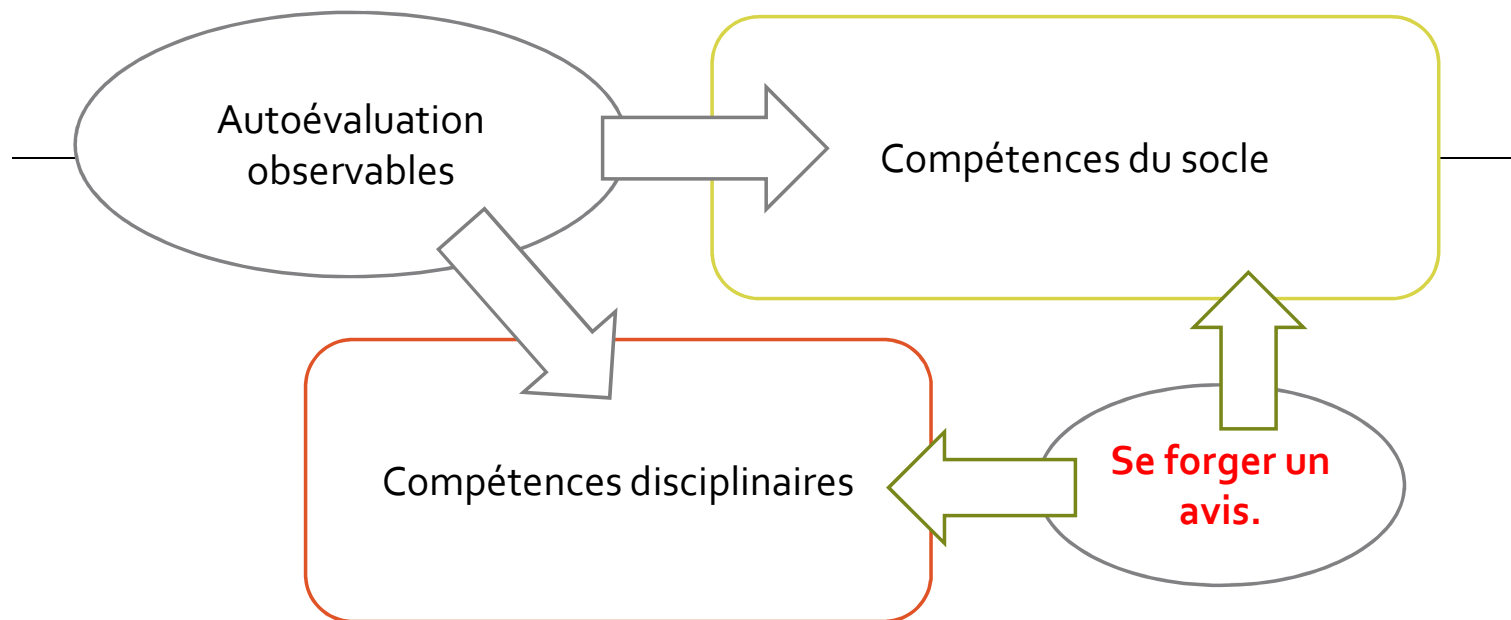 Autoévaluation
observables
Compétences du socle
Compétences disciplinaires
Se forger un
avis.